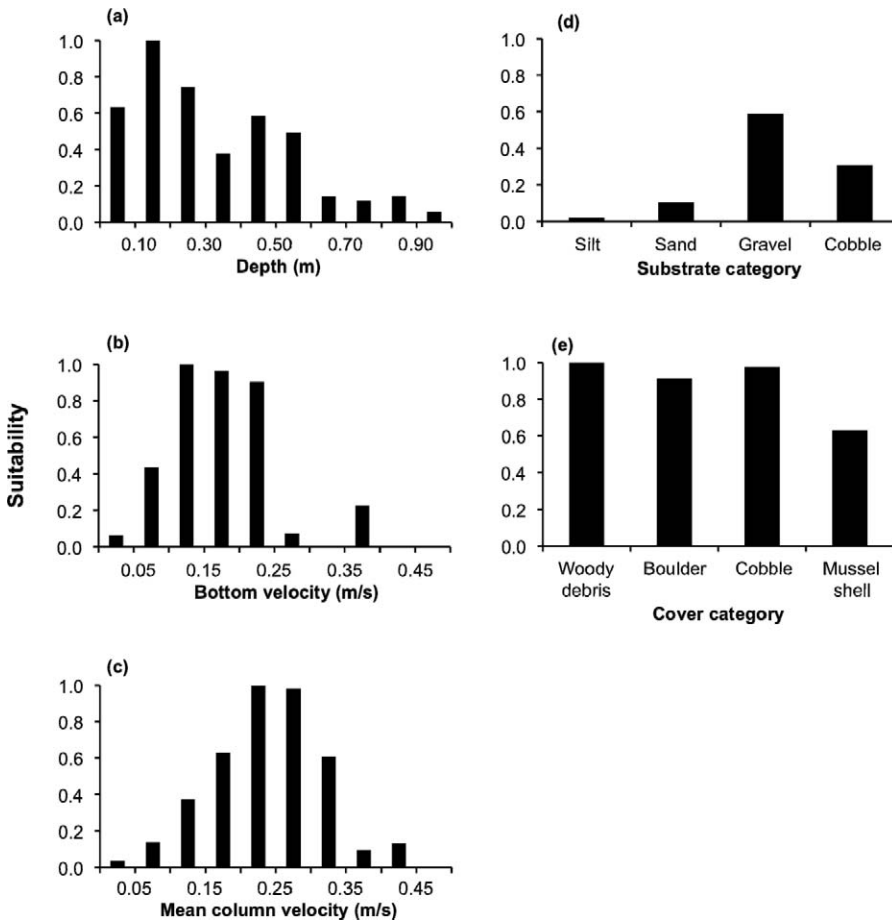 Suitability
(a)
1.0
0.8
0.6
0.4
0.2
0.0
0.10 0.30 0.50 0.70 0.90
Depth (m)
(b)
1.0
0.8
0.6
0.4
0.2
0.0
0.05 0.15 0.25 0.35 0.45
Bottom velocity (m/s)
(c)
1.0
0.8
0.6
0.4
0.2
0.0
0.05 0.15 0.25 0.35 0.45
Mean column velocity (m/s)
(d)
1.0
0.8
0.6
0.4
0.2
0.0
Silt Sand Gravel Cobble
Substrate category
(e)
1.0
0.8
0.6
0.4
0.2
0.0
Woody Boulder Cobble Mussel
debris shell
Cover category